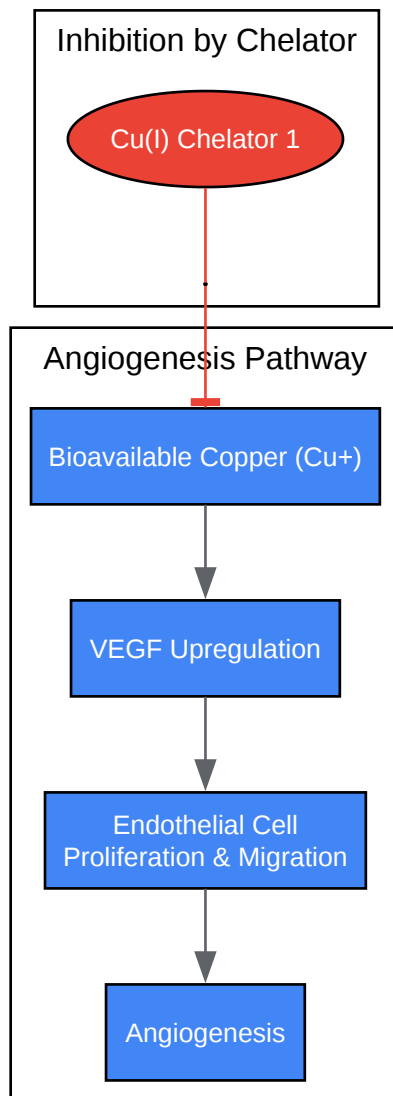 Inhibition by Chelator
Cu(I) Chelator 1
Angiogenesis Pathway
Bioavailable Copper (Cu+)
VEGF Upregulation
Endothelial Cell
Proliferation & Migration
Angiogenesis